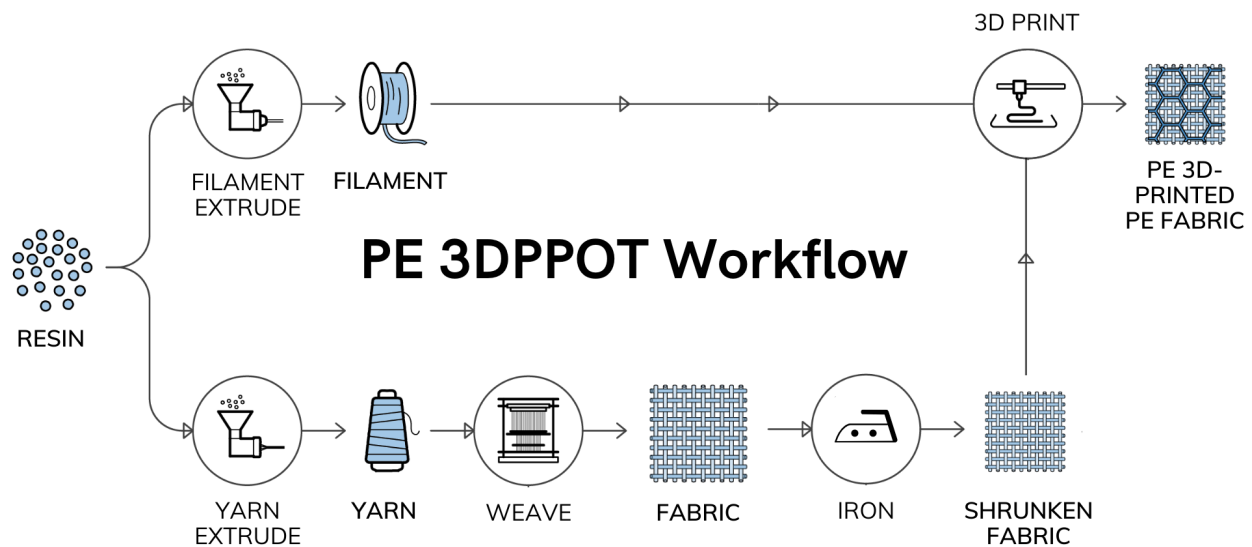 3D PRINT
FILAMENT
EXTRUDE
FILAMENT
PE 3D-
PRINTED
PE FABRIC
PE 3DPPOT Workflow
RESIN
YARN
EXTRUDE
YARN
WEAVE
FABRIC
IRON
SHRUNKEN
FABRIC